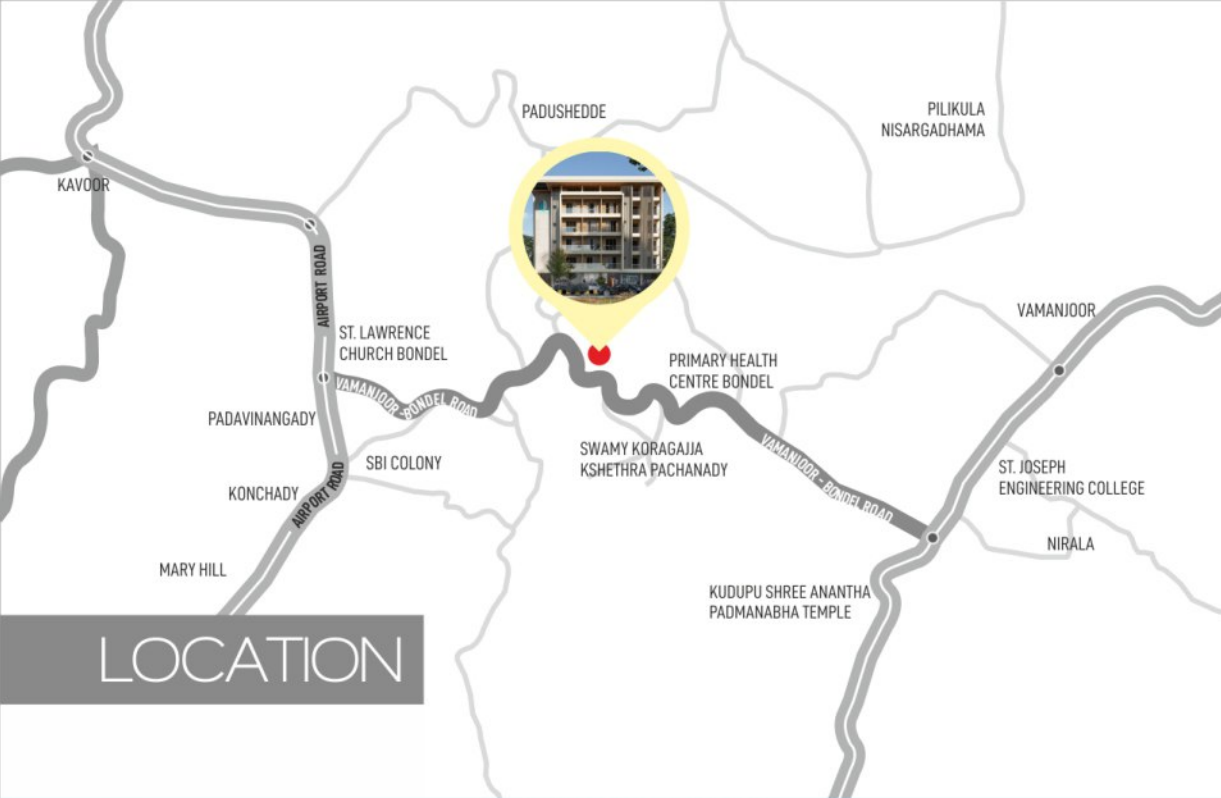 PADUSHEDDE
PILIKULA
NISARGADHAMA
KAVOOR
AIRPORT ROAD
VAMANJOOR
ST. LAWRENCE
CHURCH BONDEL
PRIMARY HEALTH
CENTRE BONDEL
VAMANJOOR -BONDEL ROAD
PADAVINANGADY
SWAMY KORAGAJJA
KSHETHRA PACHANADY
SBI COLONY
VAMANJOOR - BONDEL ROAD
ST. JOSEPH
ENGINEERING COLLEGE
KONCHADY
AIRPORT ROAD
NIRALA
MARY HILL
KUDUPU SHREE ANANTHA
PADMANABHA TEMPLE
LOCATION